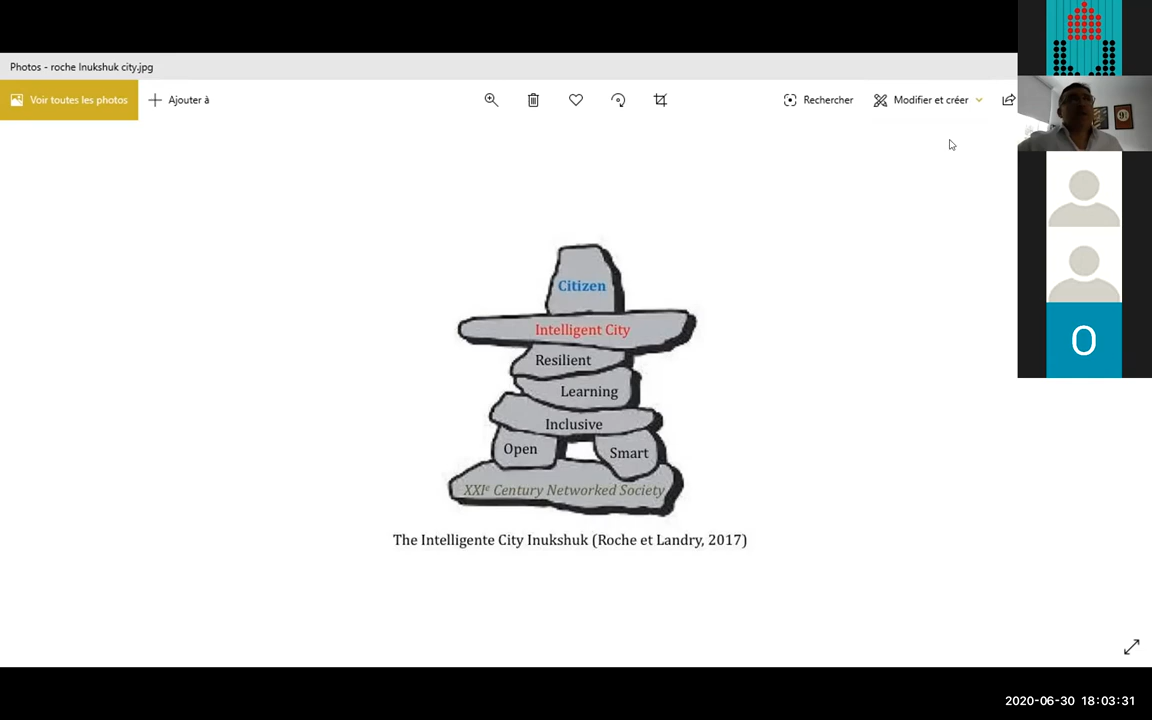 Photos - roche Inukshuk city.jpg
Voir toutes les photos
Ajouter à
Rechercher
Modifier et créer
Citizen
Intelligent City
Resilient
Learning
Inclusive
Open
Smart
XXIe Century Networked Society
The Intelligente City Inukshuk (Roche et Landry, 2017)
O
2020-06-30 18:03:31